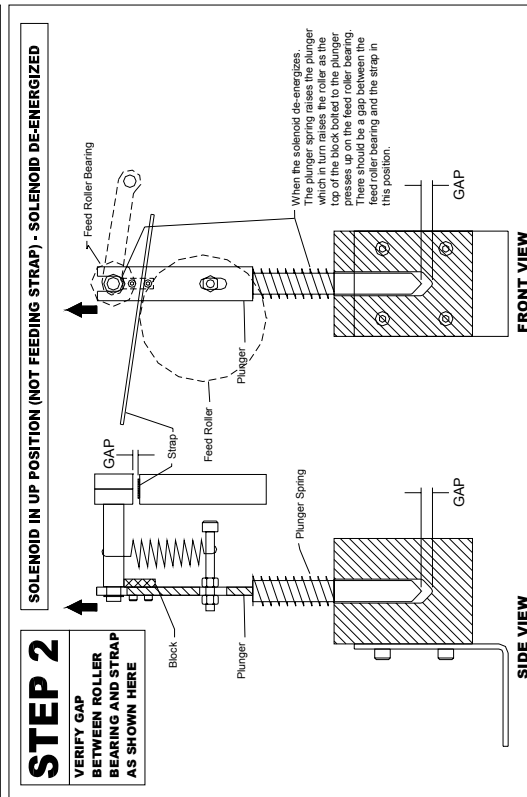 STEP 2
VERIFY GAP
BETWEEN ROLLER
BEARING AND STRAP
AS SHOWN HERE
SOLENOID IN UP POSITION (NOT FEEDING STRAP) - SOLENOID DE-ENERGIZED
GAP
Strap
Block
Plunger
Plunger Spring
GAP
SIDE VIEW
Feed Roller Bearing
Feed Roller
Plunger
When the solenoid de-energizes.
The plunger spring raises the plunger
which in turn raises the roller as the
top of the block bolted to the plunger
presses up on the feed roller bearing.
There should be a gap between the
feed roller bearing and the strap in
this position.
GAP
FRONT VIEW